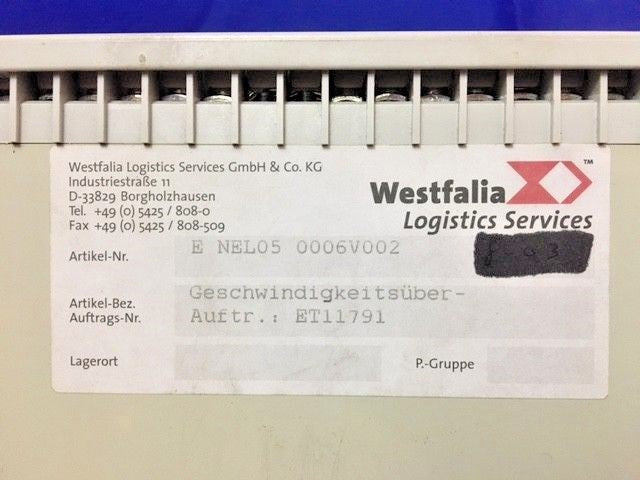 Westfalia Logistics Services GmbH & Co. KG
Industriestraße 11
D-33829 Borgholzhausen
Tel. +49 (0) 5425 / 808-0
Fax +49 (0) 5425 / 808-509
Westfalia™
Logistics Services
Artikel-Nr. E NEL05 0006V002
Artikel-Bez. Geschwindigkeitsüber-
Auftrags-Nr. Auftr.: ET11791
Lagerort P.-Gruppe